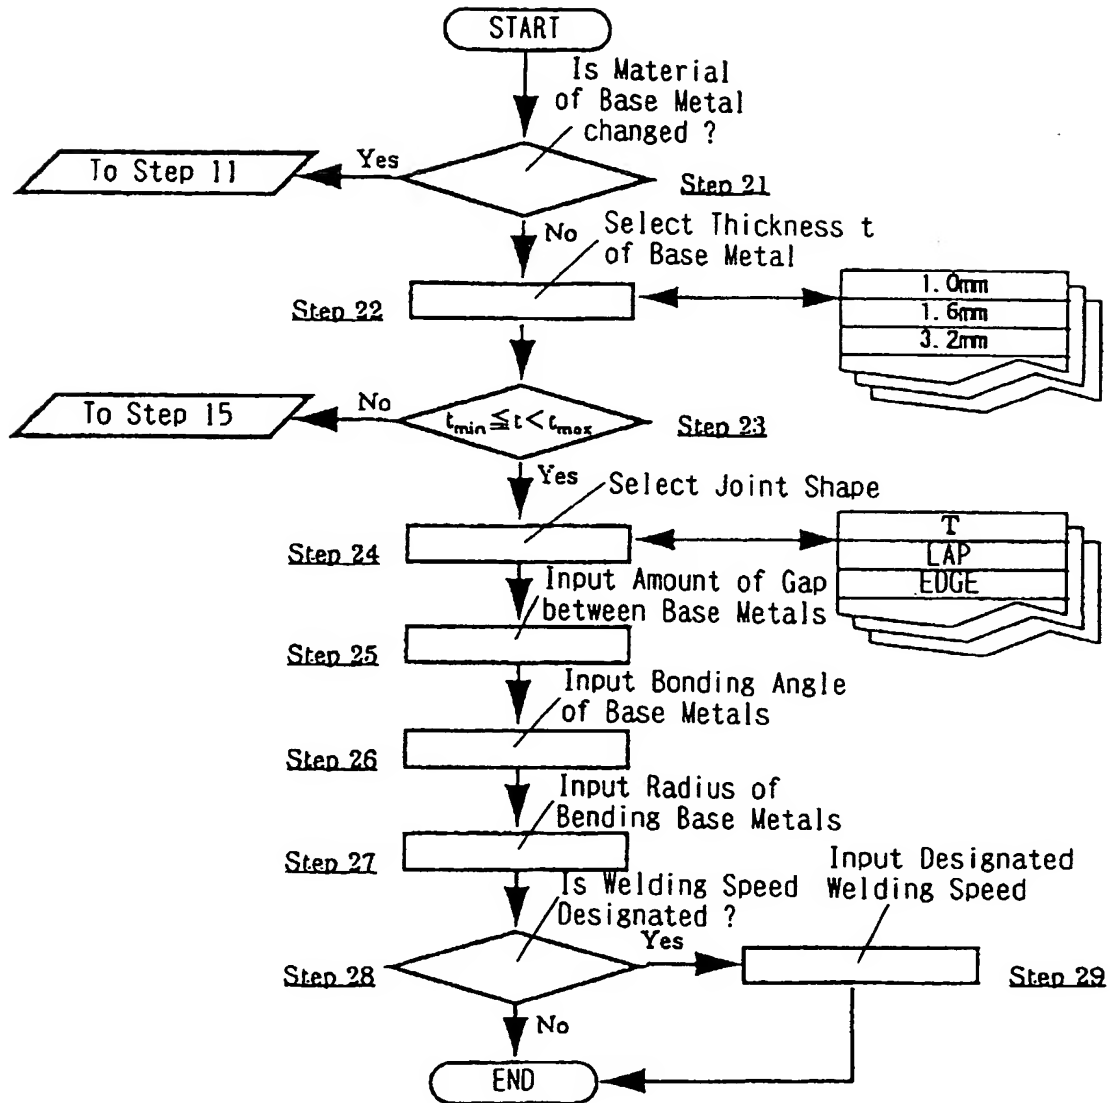 START
Is Material
of Base Metal
changed ?
To Step 11
Yes
Step 21
No
Select Thickness t
of Base Metal
Step 22
1.0mm
1.6mm
3.2mm
To Step 15
No
tmin≦t<tmax
Step 23
Yes
Select Joint Shape
Step 24
T
LAP
EDGE
Input Amount of Gap
between Base Metals
Step 25
Input Bonding Angle
of Base Metals
Step 26
Input Radius of
Bending Base Metals
Step 27
Is Welding Speed
Designated ?
Input Designated
Welding Speed
Yes
Step 28
Step 29
No
END